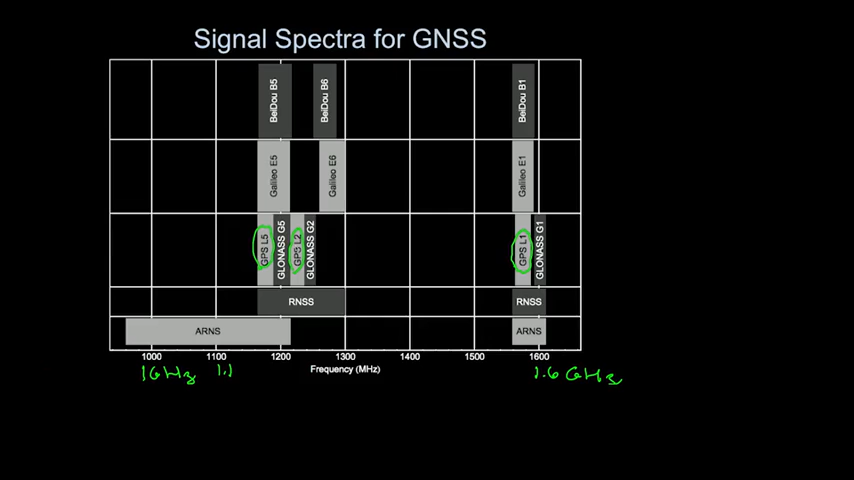 Signal Spectra for GNSS
BeiDou B5 BeiDou B6 BeiDou B1
Galileo E5 Galileo E6 Galileo E1
GPS L5 GLONASS G5 GPS L2 GLONASS G2 GPS L1 GLONASS G1
RNSS RNSS
ARNS ARNS
1000 1100 1200 1300 1400 1500 1600
Frequency (MHz)
1GHz 1.1 1.6 GHz